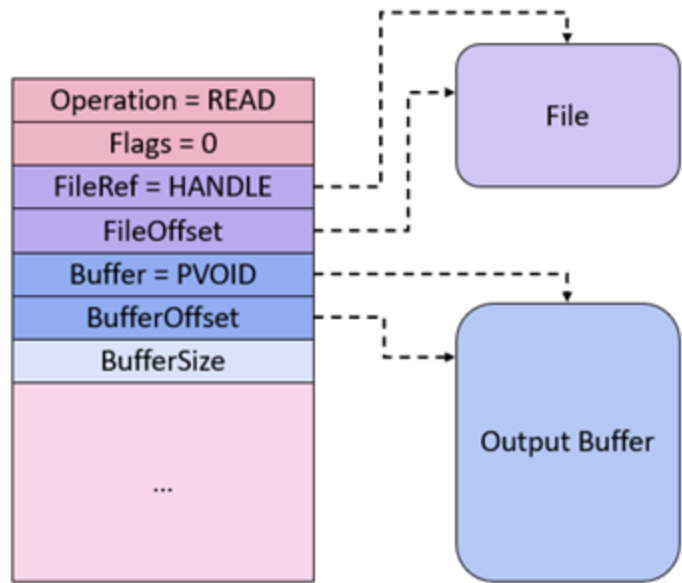 Operation = READ
Flags = 0
FileRef = HANDLE
FileOffset
Buffer = PVOID
BufferOffset
BufferSize
...
File
Output Buffer